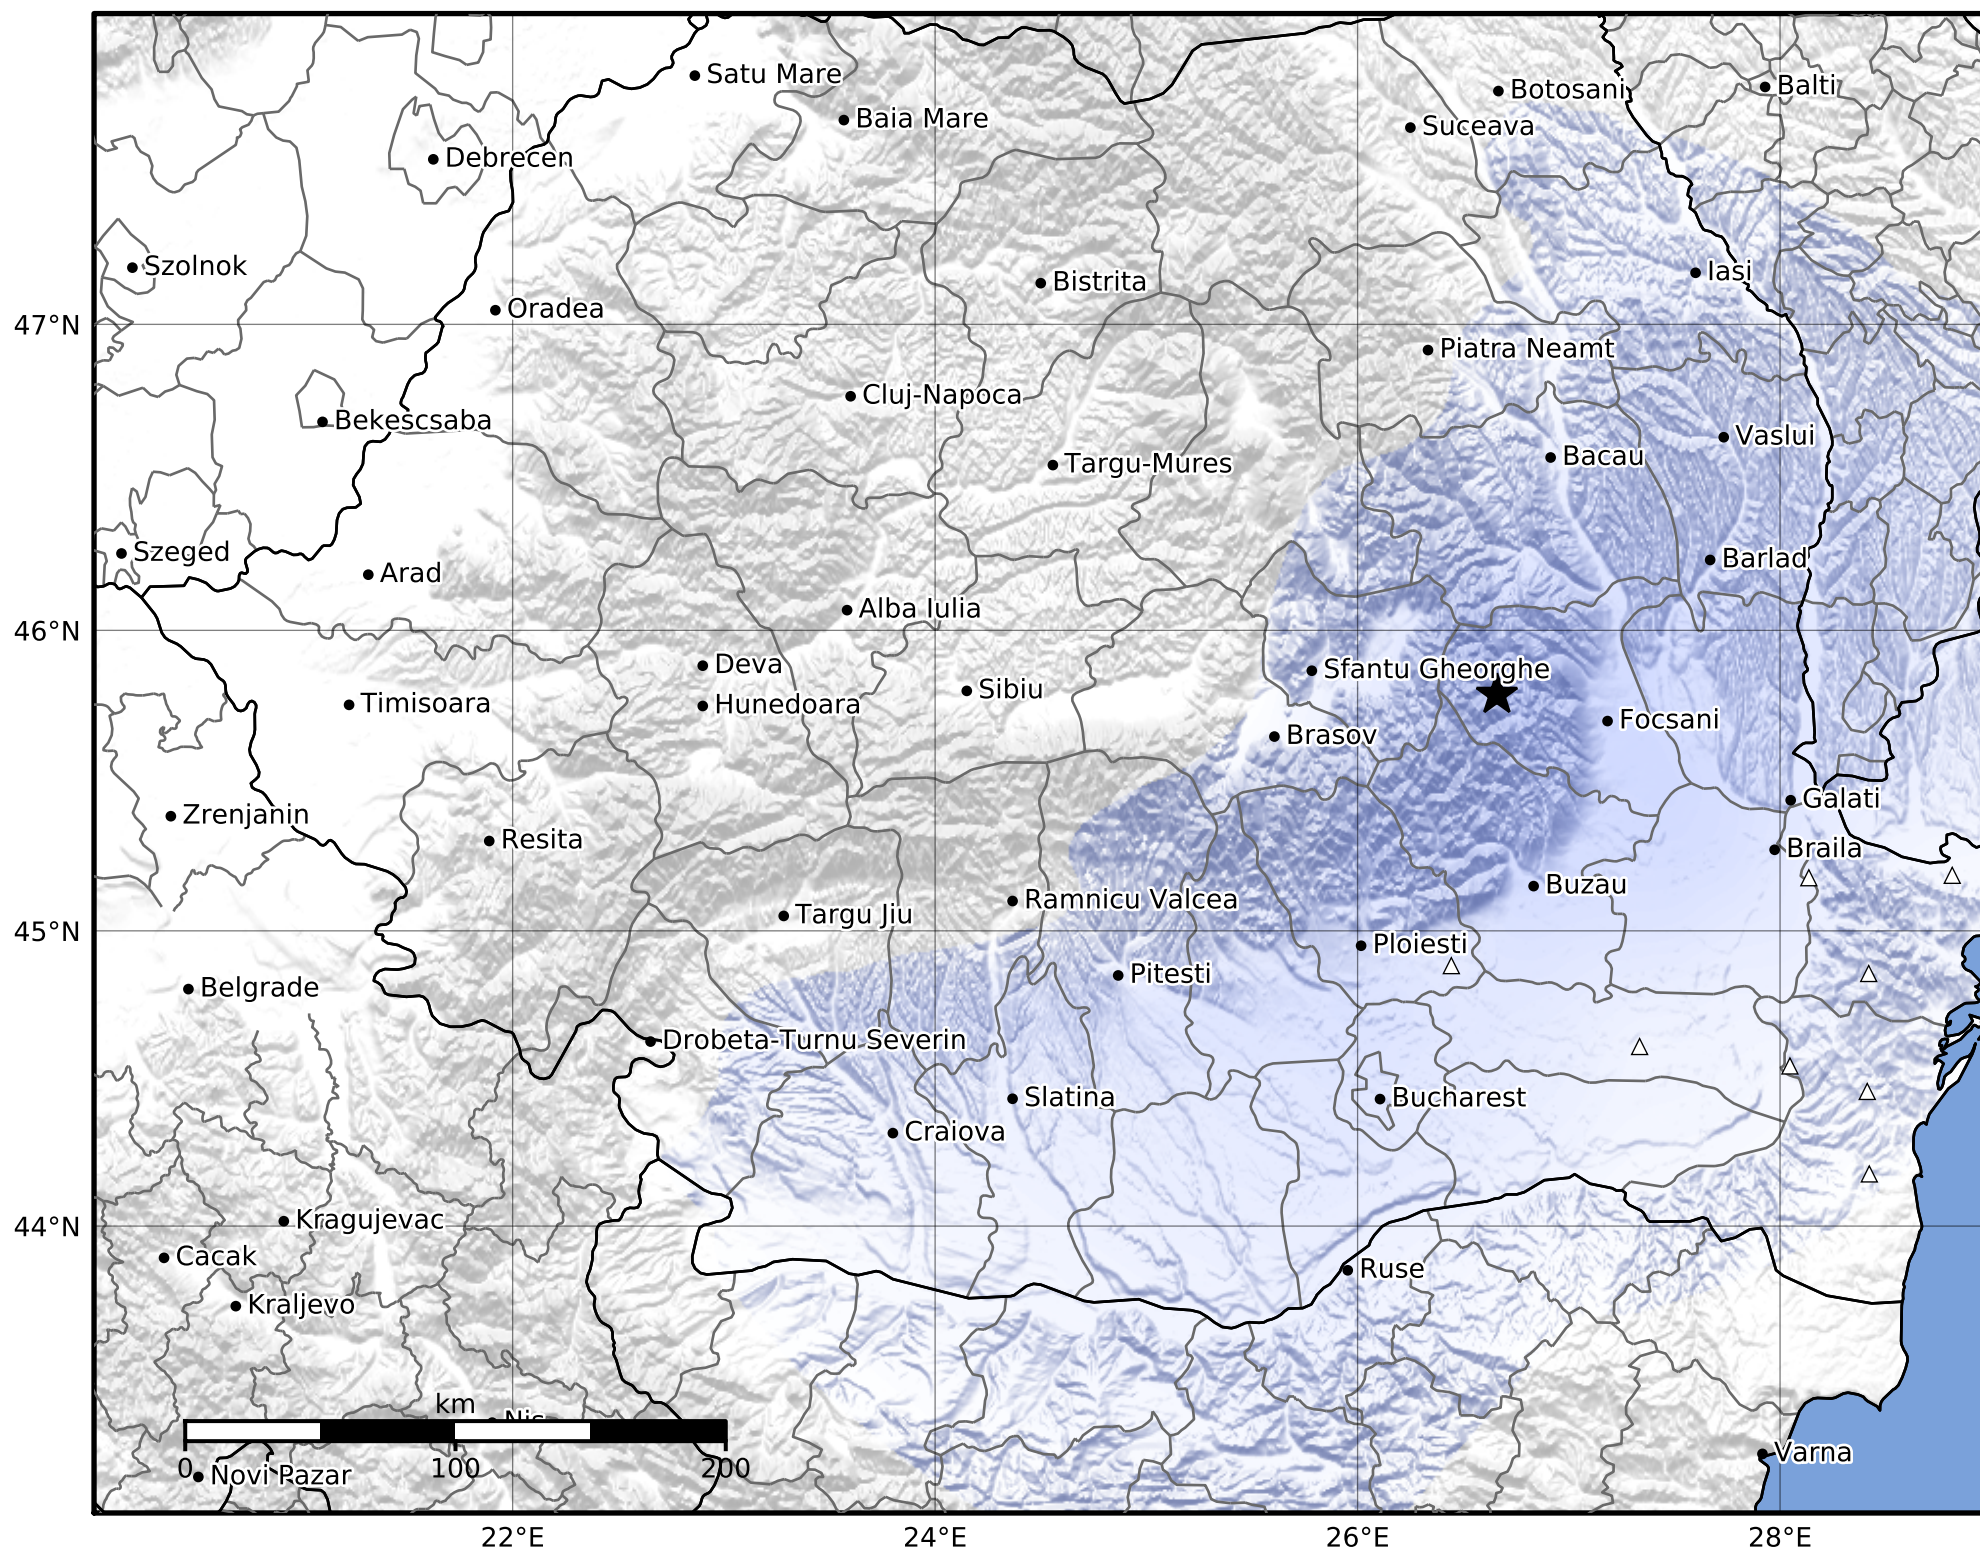 Satu Mare
Botosani
Balti
Baia Mare
Suceava
Debrecen
Szolnok
Iasi
Bistrita
Oradea
47°N
Piatra Neamt
Cluj-Napoca
Bekescsaba
Vaslui
Bacau
Targu-Mures
Szeged
Barlad
Arad
Alba Iulia
46°N
Deva
Sfantu Gheorghe
Sibiu
Timisoara
Hunedoara
Focsani
Brasov
Galati
Zrenjanin
Resita
Braila
Buzau
Ramnicu Valcea
Targu Jiu
45°N
Ploiesti
Pitesti
Belgrade
Drobeta-Turnu Severin
Slatina
Bucharest
Craiova
Kragujevac
44°N
Cacak
Ruse
Kraljevo
km
Nis
Varna
0
100
200
Novi Pazar
22°E
24°E
26°E
28°E